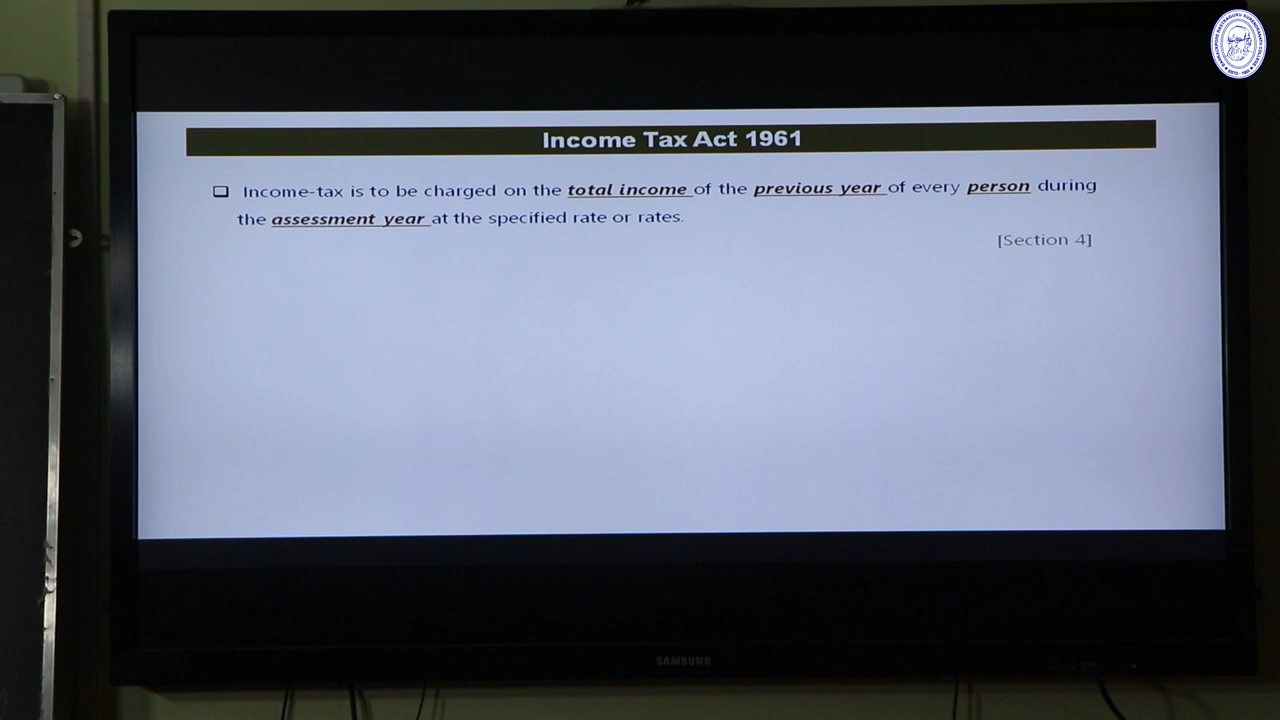 Income Tax Act 1961
Income-tax is to be charged on the total income of the previous year of every person during
the assessment year at the specified rate or rates.
[Section 4]
SAMSUNG